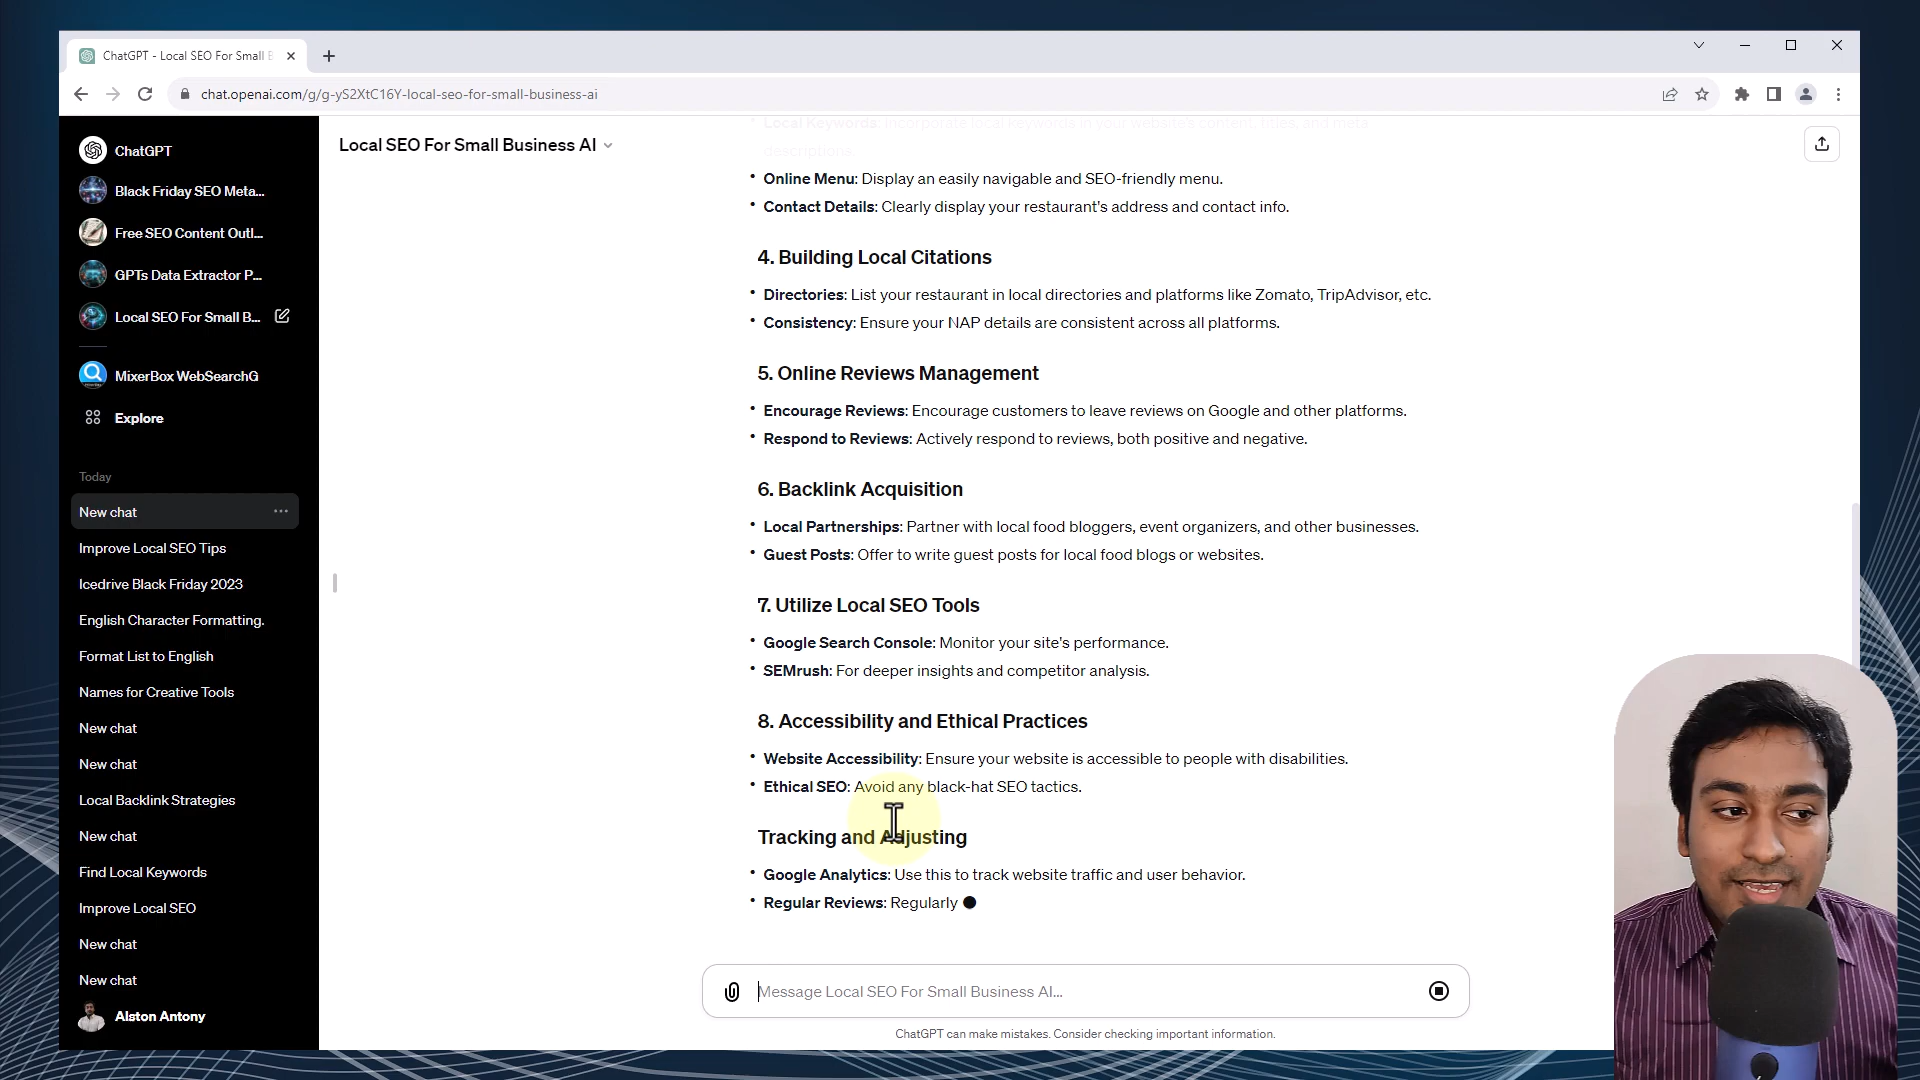 ChatGPT - Local SEO For Small B
chat.openai.com/g/g-yS2XtC16Y-local-seo-for-small-business-ai
ChatGPT
Black Friday SEO Meta...
Free SEO Content Outl...
GPTs Data Extractor P...
Local SEO For Small B...
MixerBox WebSearchG
Explore
Today
New chat
Improve Local SEO Tips
Icedrive Black Friday 2023
English Character Formatting.
Format List to English
Names for Creative Tools
New chat
New chat
Local Backlink Strategies
New chat
Find Local Keywords
Improve Local SEO
New chat
New chat
Alston Antony
Local SEO For Small Business AI
• Local Keywords: Incorporate local keywords in your website's content, titles, and meta
descriptions.
• Online Menu: Display an easily navigable and SEO-friendly menu.
• Contact Details: Clearly display your restaurant's address and contact info.
4. Building Local Citations
• Directories: List your restaurant in local directories and platforms like Zomato, TripAdvisor, etc.
• Consistency: Ensure your NAP details are consistent across all platforms.
5. Online Reviews Management
• Encourage Reviews: Encourage customers to leave reviews on Google and other platforms.
• Respond to Reviews: Actively respond to reviews, both positive and negative.
6. Backlink Acquisition
• Local Partnerships: Partner with local food bloggers, event organizers, and other businesses.
• Guest Posts: Offer to write guest posts for local food blogs or websites.
7. Utilize Local SEO Tools
• Google Search Console: Monitor your site's performance.
• SEMrush: For deeper insights and competitor analysis.
8. Accessibility and Ethical Practices
• Website Accessibility: Ensure your website is accessible to people with disabilities.
• Ethical SEO: Avoid any black-hat SEO tactics.
Tracking and Adjusting
• Google Analytics: Use this to track website traffic and user behavior.
• Regular Reviews: Regularly
Message Local SEO For Small Business AI...
ChatGPT can make mistakes. Consider checking important information.